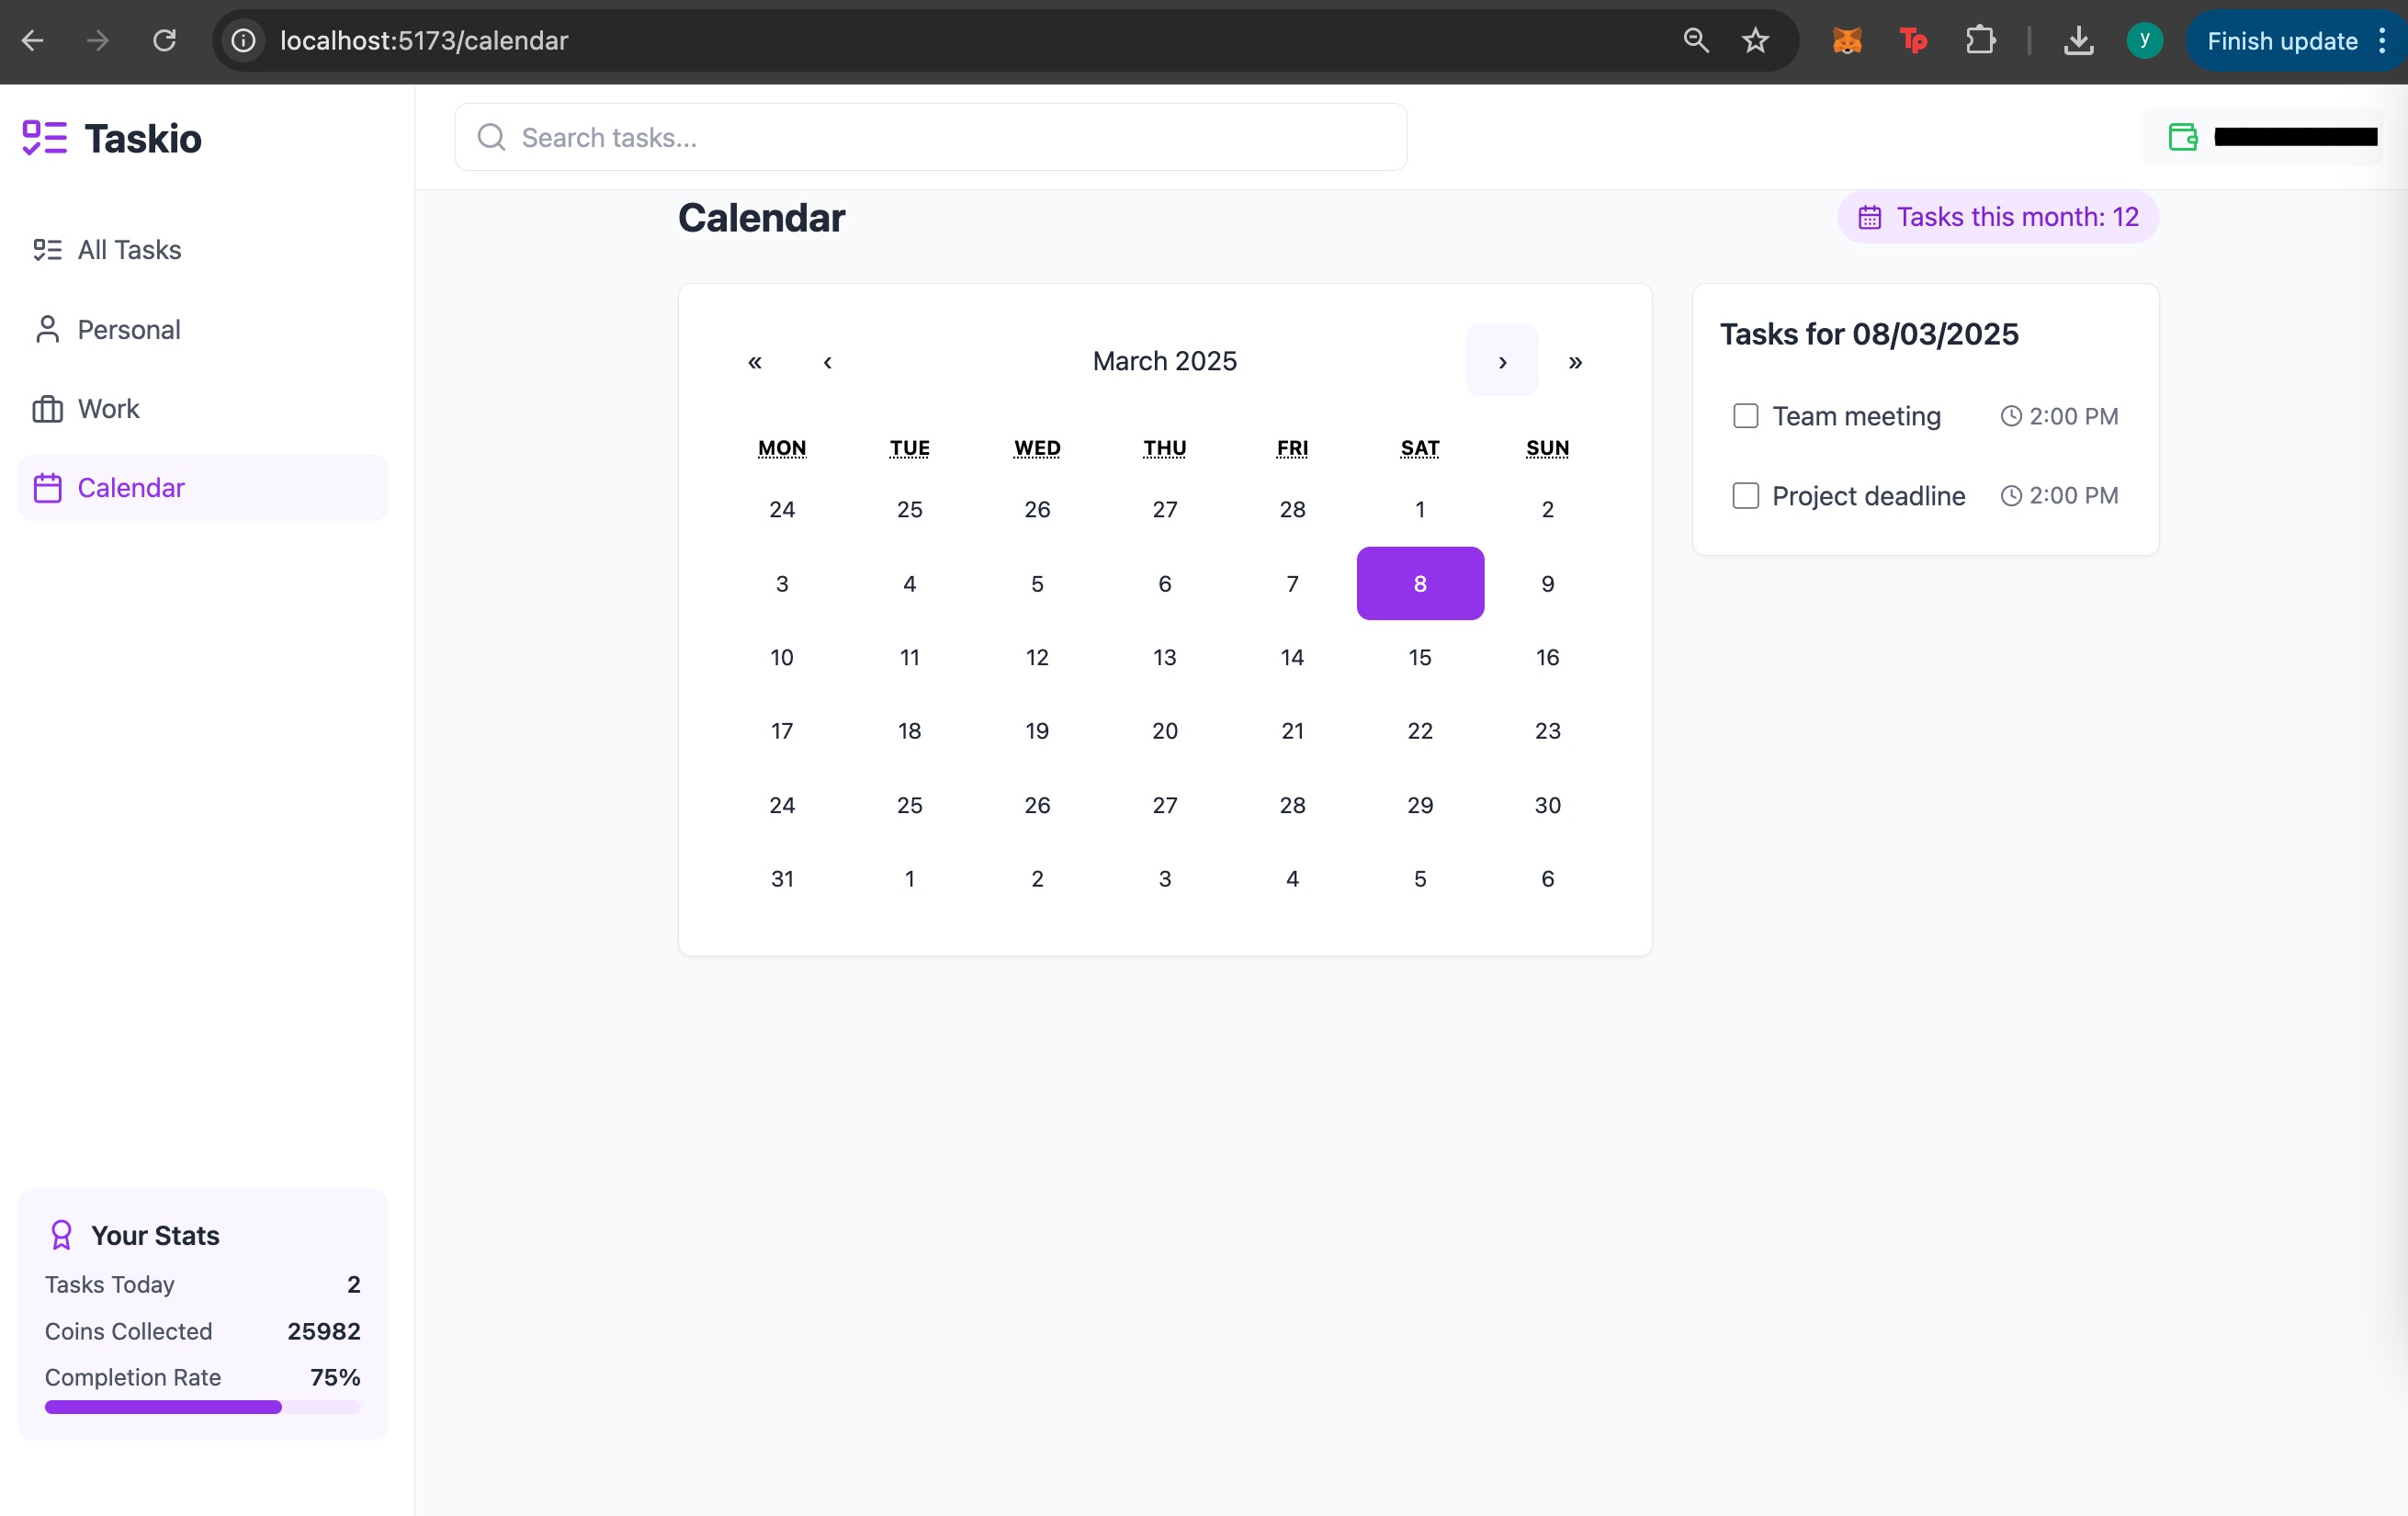 localhost:5173/calendar
Tp
y
Finish update
Taskio
Search tasks...
All Tasks
Personal
Work
Calendar
Calendar
Tasks this month: 12
« ‹ March 2025 › »
MON TUE WED THU FRI SAT SUN
24 25 26 27 28 1 2
3 4 5 6 7 8 9
10 11 12 13 14 15 16
17 18 19 20 21 22 23
24 25 26 27 28 29 30
31 1 2 3 4 5 6
Tasks for 08/03/2025
Team meeting 2:00 PM
Project deadline 2:00 PM
Your Stats
Tasks Today 2
Coins Collected 25982
Completion Rate 75%